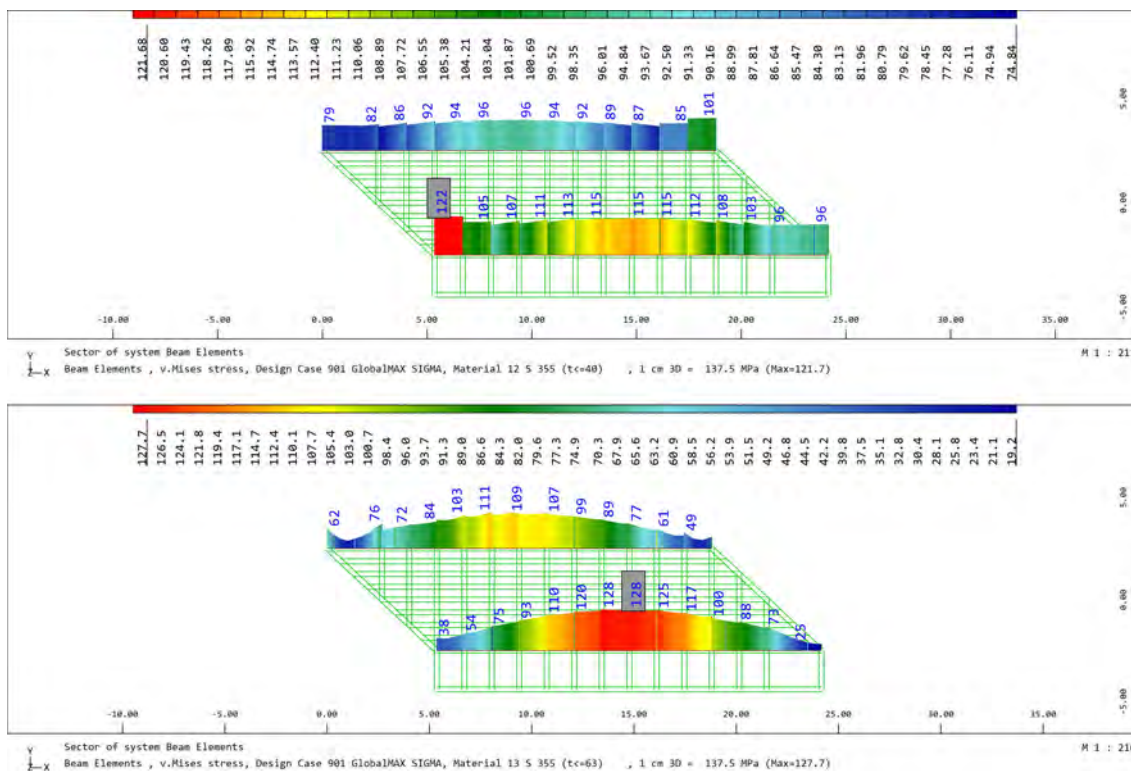 121.68 120.60 119.43 118.26 117.09 115.92 114.74 113.57 112.40 111.23 110.06 108.89 107.72 106.55 105.38 104.21 103.04 101.87 100.69 99.52 98.35 96.01 94.84 93.67 92.50 91.33 90.16 88.99 87.81 86.64 85.47 84.30 83.13 81.96 80.79 79.62 78.45 77.28 76.11 74.94 74.84
79 82 86 92 94 96 96 94 92 89 87 85 101
5.00
122 105 107 111 113 115 115 115 112 108 103 96 96
0.00
-5.00
-10.00 -5.00 0.00 5.00 10.00 15.00 20.00 25.00 30.00 35.00
Y Sector of system Beam Elements M 1 : 21
Z X Beam Elements , v.Mises stress, Design Case 901 GlobalMAX SIGMA, Material 12 S 355 (t<=40) , 1 cm 3D = 137.5 MPa (Max=121.7)
127.7 126.5 124.1 121.8 119.4 117.1 114.7 112.4 110.1 107.7 105.4 103.0 100.7 98.4 96.0 93.7 91.3 89.0 86.6 84.3 82.0 79.6 77.3 74.9 70.3 67.9 65.6 63.2 60.9 58.5 56.2 53.9 51.5 49.2 46.8 44.5 42.2 39.8 37.5 35.1 32.8 30.4 28.1 25.8 23.4 21.1 19.2
62 76 72 84 103 111 109 107 99 89 77 61 49
5.00
38 54 75 93 110 120 128 128 125 117 100 88 73 25
0.00
-5.00
-10.00 -5.00 0.00 5.00 10.00 15.00 20.00 25.00 30.00 35.00
Y Sector of system Beam Elements M 1 : 21
Z X Beam Elements , v.Mises stress, Design Case 901 GlobalMAX SIGMA, Material 13 S 355 (t<=63) , 1 cm 3D = 137.5 MPa (Max=127.7)